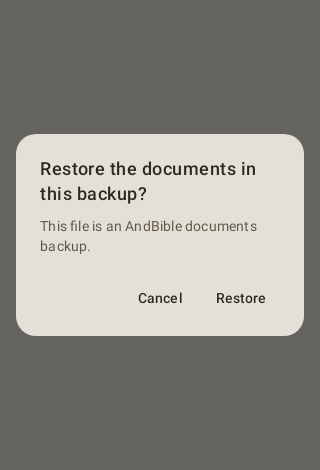 Restore the documents in
this backup?
This file is an AndBible documents
backup.
Cancel
Restore